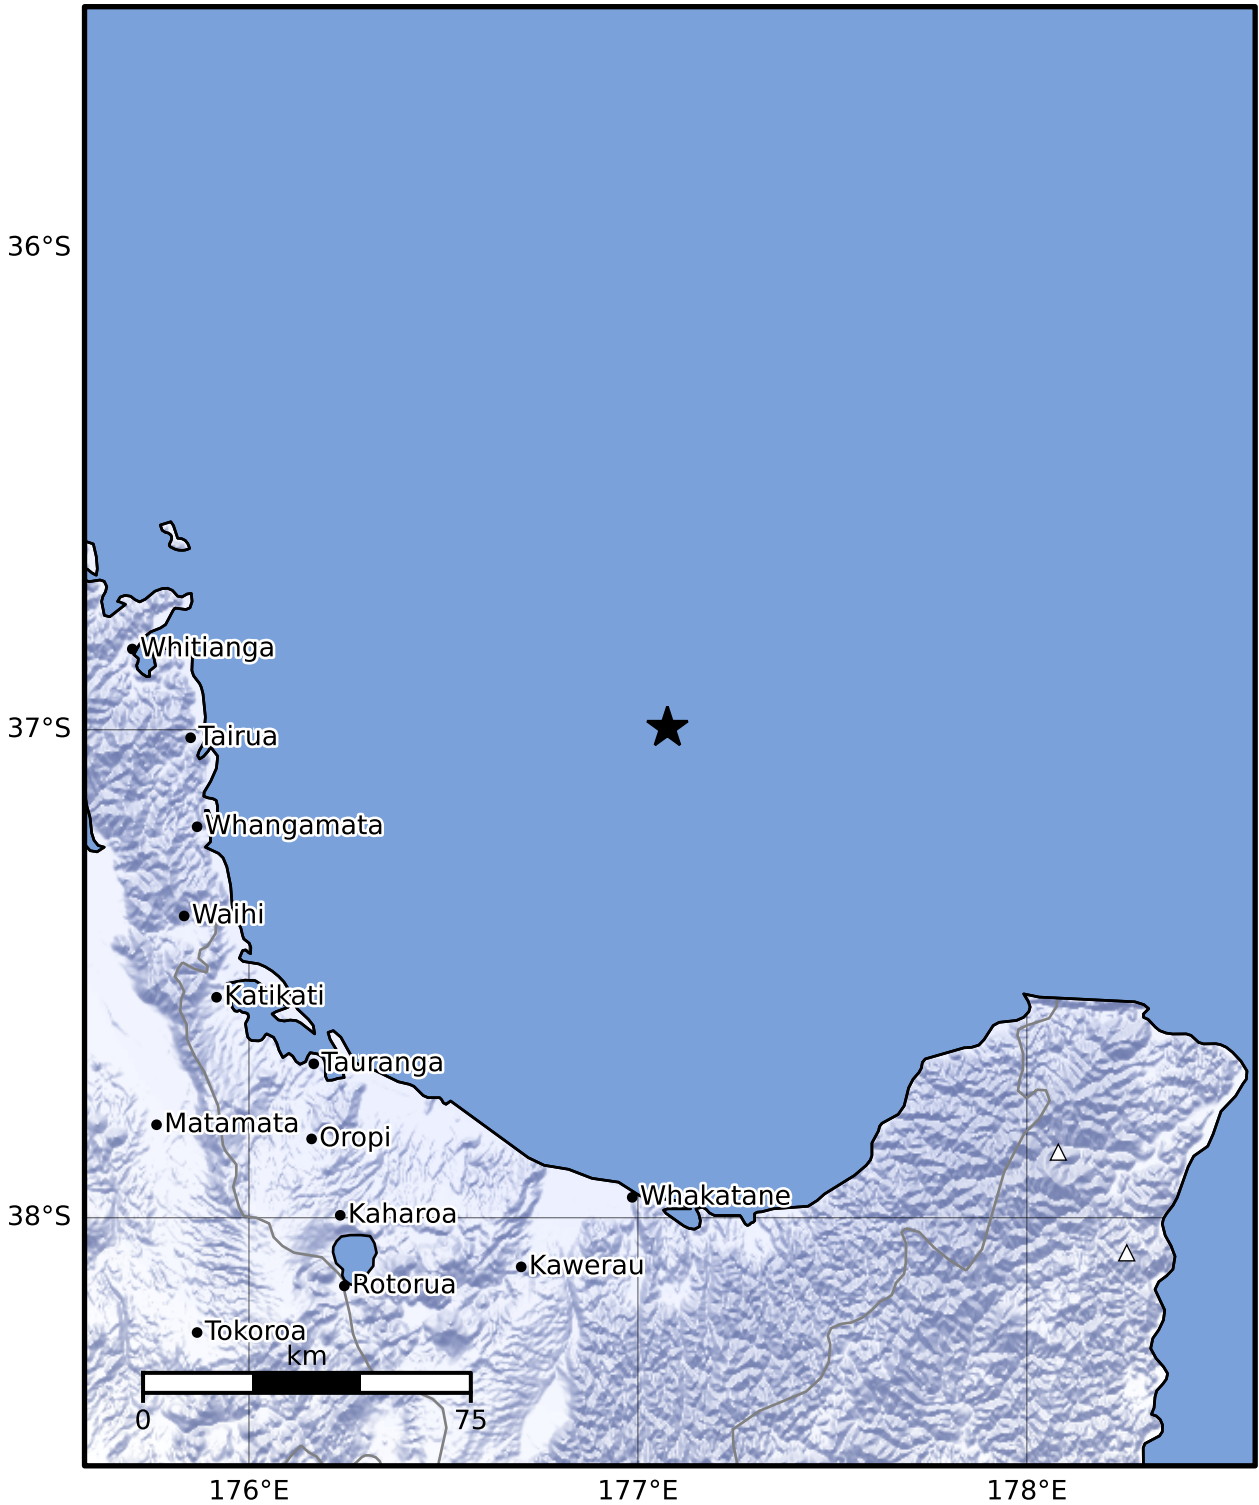 36°S
Whitianga
37°S
Tairua
Whangamata
Waihi
Katikati
Tauranga
Matamata
Oropi
Whakatane
38°S
Kaharoa
Kawerau
Rotorua
Tokoroa
km
0 75
176°E 177°E 178°E